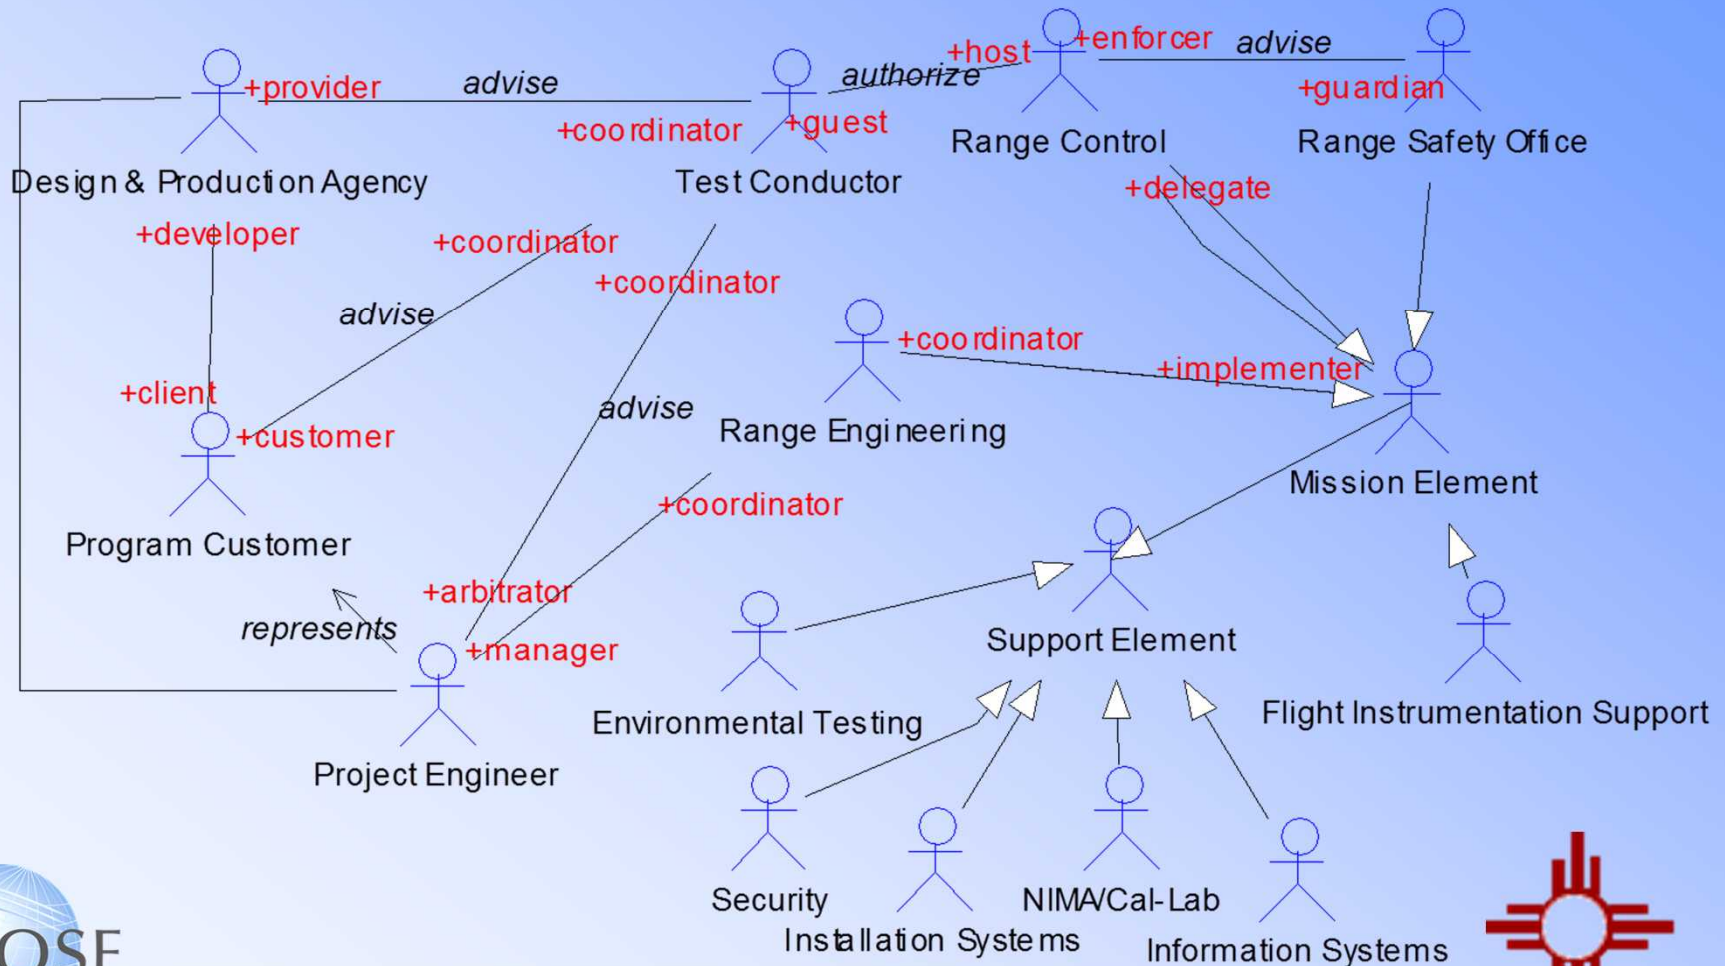 +host
+enforcer
advise
+provider
advise
authorize
+guardian
+coordinator
+guest
Range Control
Range Safety Office
Design & Production Agency
Test Conductor
+delegate
+developer
+coordinator
+coordinator
advise
+coordinator
+implementer
+client
advise
+customer
Range Engineering
Mission Element
+coordinator
Program Customer
+arbitrator
represents
+manager
Support Element
Environmental Testing
Flight Instrumentation Support
Project Engineer
Security
NIMA/Cal-Lab
Installation Systems
Information Systems